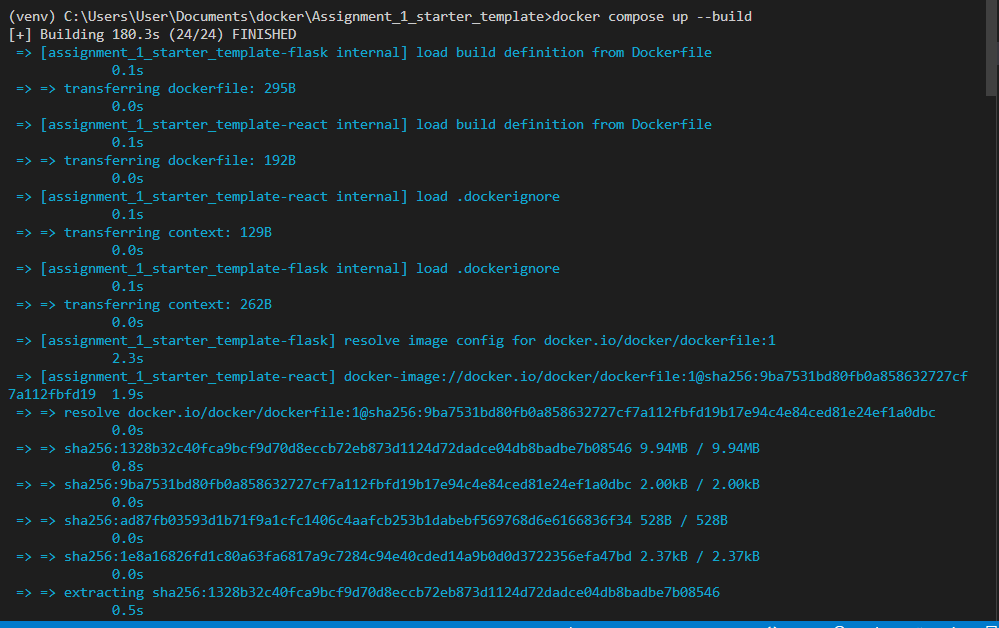 (venv) C:\Users\User\Documents\docker\Assignment_1_starter_template>docker compose up --build
[+] Building 180.3s (24/24) FINISHED
=> [assignment_1_starter_template-flask internal] load build definition from Dockerfile
0.1s
=> => transferring dockerfile: 295B
0.0s
=> [assignment_1_starter_template-react internal] load build definition from Dockerfile
0.1s
=> => transferring dockerfile: 192B
0.0s
=> [assignment_1_starter_template-react internal] load .dockerignore
0.1s
=> => transferring context: 129B
0.0s
=> [assignment_1_starter_template-flask internal] load .dockerignore
0.1s
=> => transferring context: 262B
0.0s
=> [assignment_1_starter_template-flask] resolve image config for docker.io/docker/dockerfile:1
2.3s
=> [assignment_1_starter_template-react] docker-image://docker.io/docker/dockerfile:1@sha256:9ba7531bd80fb0a858632727cf
7a112fbfd19 1.9s
=> => resolve docker.io/docker/dockerfile:1@sha256:9ba7531bd80fb0a858632727cf7a112fbfd19b17e94c4e84ced81e24ef1a0dbc
0.0s
=> => sha256:1328b32c40fca9bcf9d70d8eccb72eb873d1124d72dadce04db8badbe7b08546 9.94MB / 9.94MB
0.8s
=> => sha256:9ba7531bd80fb0a858632727cf7a112fbfd19b17e94c4e84ced81e24ef1a0dbc 2.00kB / 2.00kB
0.0s
=> => sha256:ad87fb03593d1b71f9a1cfc1406c4aafcb253b1dabebf569768d6e6166836f34 528B / 528B
0.0s
=> => sha256:1e8a16826fd1c80a63fa6817a9c7284c94e40cded14a9b0d0d3722356efa47bd 2.37kB / 2.37kB
0.0s
=> => extracting sha256:1328b32c40fca9bcf9d70d8eccb72eb873d1124d72dadce04db8badbe7b08546
0.5s